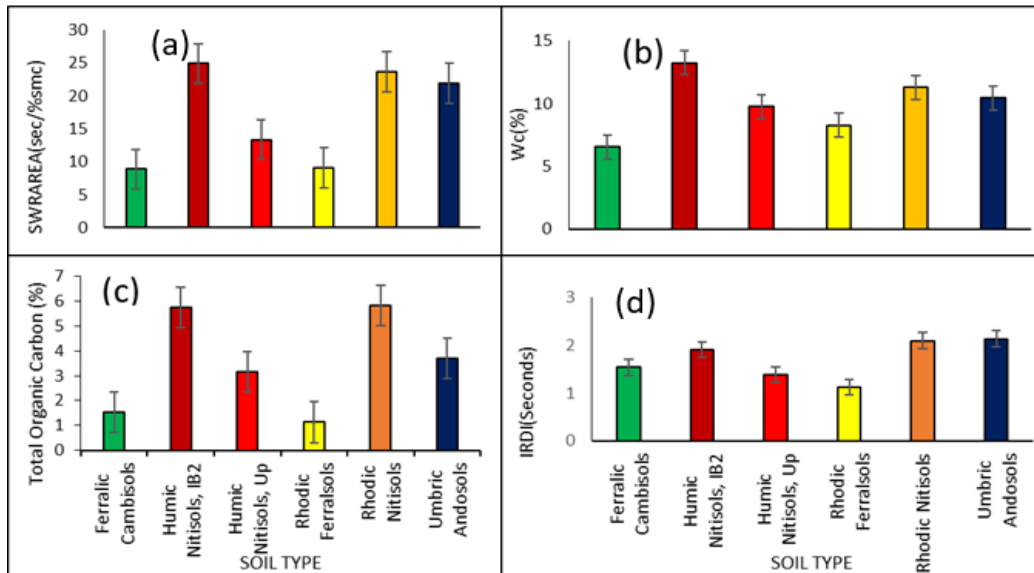 (a)
SWRAREA(sec/%smc)
30
25
20
15
10
5
0
(b)
Wc(%)
15
10
5
0
(c)
Total Organic Carbon (%)
7
6
5
4
3
2
1
0
Ferralic
Cambisols
Humic
Nitisols, IB2
Humic
Nitisols, Up
Rhodic
Ferralsols
Rhodic
Nitisols
Umbric
Andosols
SOIL TYPE
(d)
IRDI(Seconds)
3
2
1
0
Ferralic
Cambisols
Humic
Nitisols, IB2
Humic
Nitisols, Up
Rhodic
Ferralsols
Rhodic Nitisols
Umbric
Andosols
SOIL TYPE